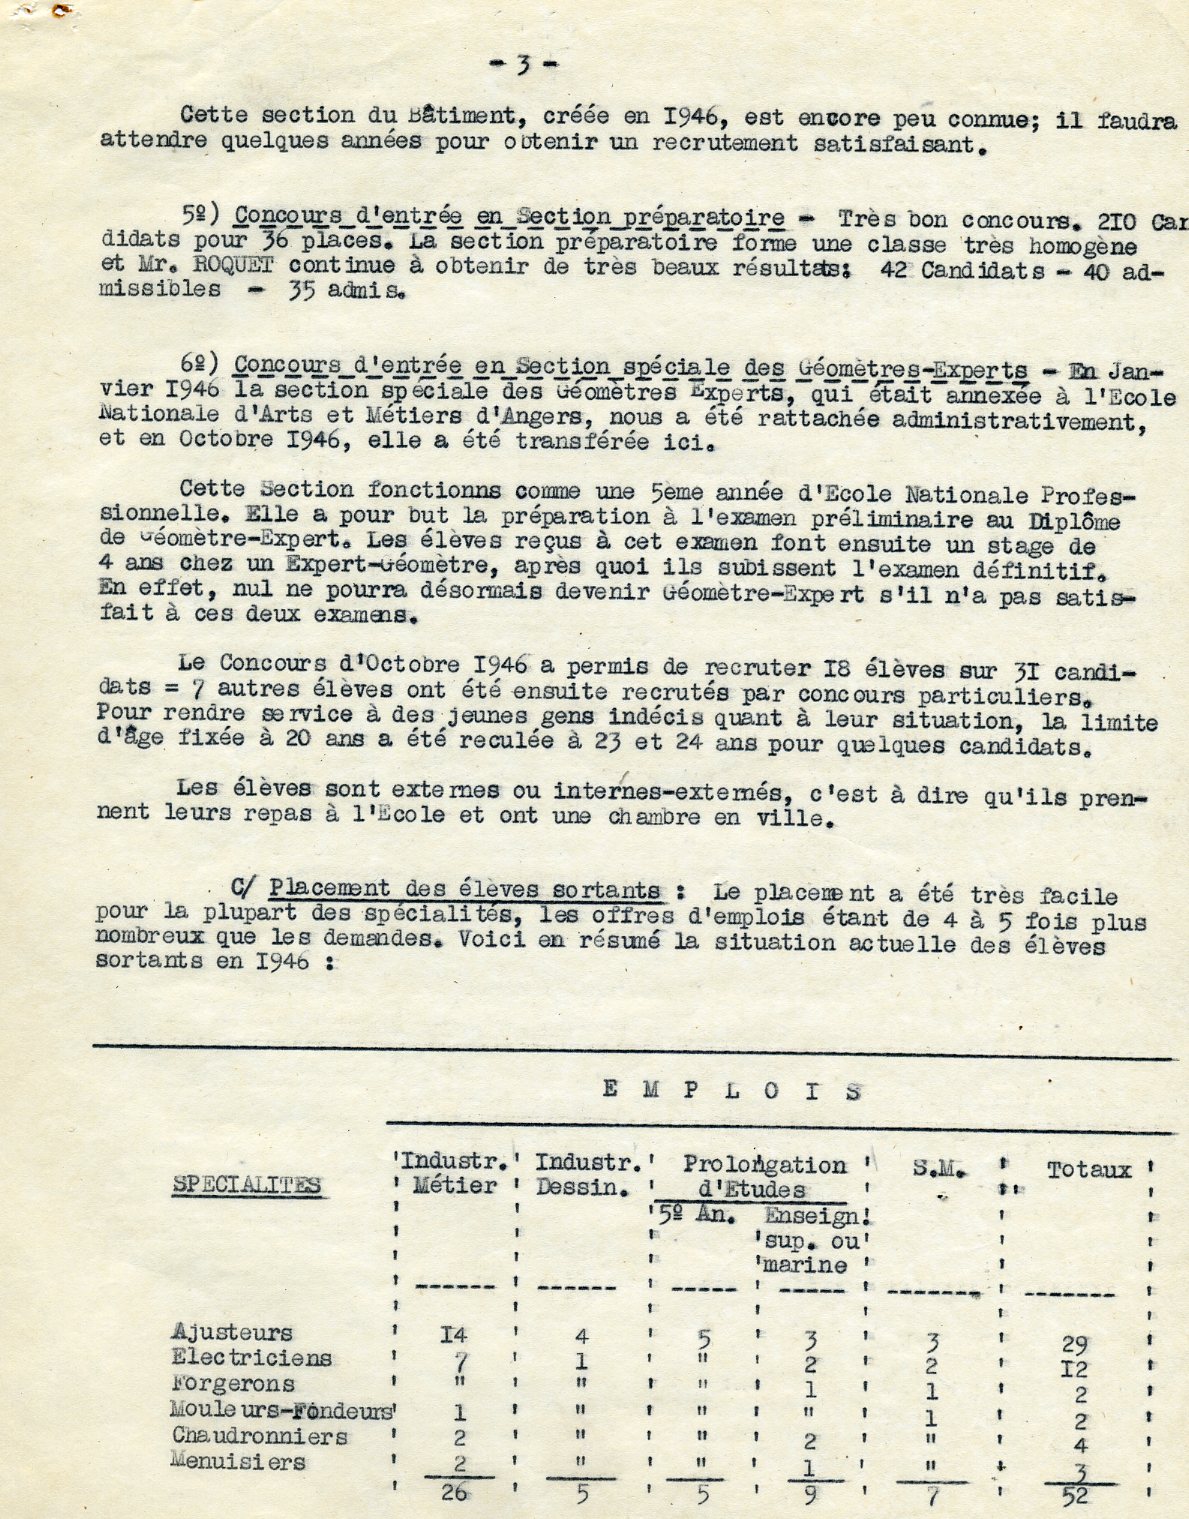 - 3 -
Cette section du Bâtiment, créée en 1946, est encore peu connue; il faudra
attendre quelques années pour obtenir un recrutement satisfaisant.
5º) Concours d'entrée en Section préparatoire - Très bon concours. 210 Can
didats pour 36 places. La section préparatoire forme une classe très homogène
et Mr. ROQUET continue à obtenir de très beaux résultats: 42 Candidats - 40 ad-
missibles - 35 admis.
6º) Concours d'entrée en Section spéciale des Géomètres-Experts - En Jan-
vier 1946 la section spéciale des Géomètres Experts, qui était annexée à l'Ecole
Nationale d'Arts et Métiers d'Angers, nous a été rattachée administrativement,
et en Octobre 1946, elle a été transférée ici.
Cette Section fonctionns comme une 5ème année d'Ecole Nationale Profes-
sionnelle. Elle a pour but la préparation à l'examen préliminaire au Diplôme
de Géomètre-Expert. Les élèves reçus à cet examen font ensuite un stage de
4 ans chez un Expert-Géomètre, après quoi ils subissent l'examen définitif.
En effet, nul ne pourra désormais devenir Géomètre-Expert s'il n'a pas satis-
fait à ces deux examens.
Le Concours d'Octobre 1946 a permis de recruter 18 élèves sur 31 candi-
dats = 7 autres élèves ont été ensuite recrutés par concours particuliers.
Pour rendre service à des jeunes gens indécis quant à leur situation, la limite
d'âge fixée à 20 ans a été reculée à 23 et 24 ans pour quelques candidats.
Les élèves sont externes ou internes-externés, c'est à dire qu'ils pren-
nent leurs repas à l'Ecole et ont une chambre en ville.
C/ Placement des élèves sortants : Le placement a été très facile
pour la plupart des spécialités, les offres d'emplois étant de 4 à 5 fois plus
nombreux que les demandes. Voici en résumé la situation actuelle des élèves
sortants en 1946 :
E M P L O I S
SPECIALITES Industr. Métier Industr. Dessin. Prolongation d'Etudes S.M. Totaux
5º An. Enseign. sup. ou marine
Ajusteurs 14 4 5 3 3 29
Electriciens 7 1 " 2 2 12
Forgerons " " " 1 1 2
Mouleurs-Fondeurs 1 " " " 1 2
Chaudronniers 2 " " 2 " 4
Menuisiers 2 " " 1 " 3
26 5 5 9 7 52